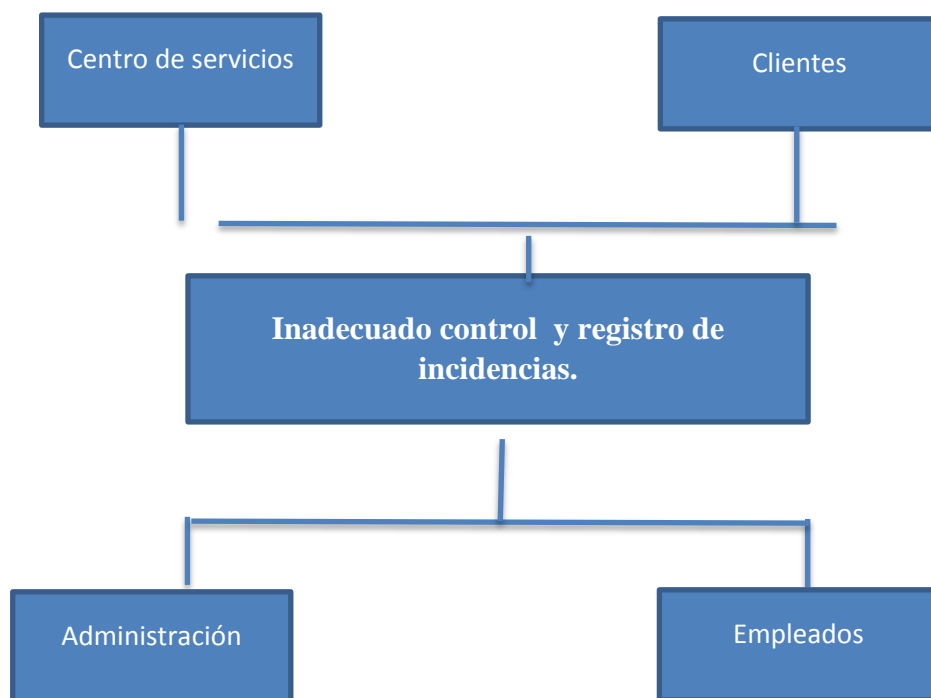 Centro de servicios
Clientes
Inadecuado control  y registro de
incidencias.
Administración
Empleados